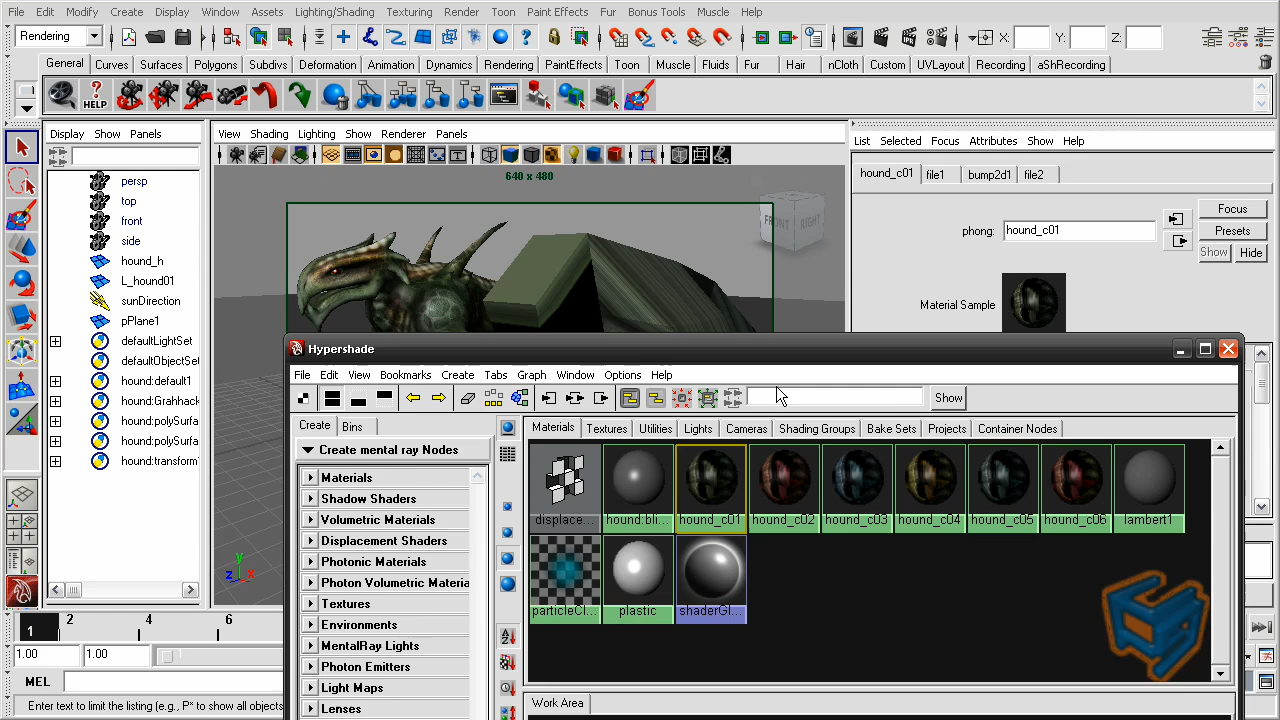 File Edit Modify Create Display Window Assets Lighting/Shading Texturing Render Toon Paint Effects Fur Bonus Tools Muscle Help
Rendering X: Y: Z:
General Curves Surfaces Polygons Subdivs Deformation Animation Dynamics Rendering PaintEffects Toon Muscle Fluids Fur Hair nCloth Custom UVLayout Recording aShRecording
HELP
Display Show Panels
View Shading Lighting Show Renderer Panels
List Selected Focus Attributes Show Help
640 x 480
FRONT RIGHT
hound_c01 file1 bump2d1 file2
persp
top
front
side
hound_h
L_hound01
sunDirection
pPlane1
defaultLightSet
defaultObjectSet
hound:default1
hound:Grahhack
hound:polySurfa
hound:polySurfa
hound:transform
phong: hound_c01
Focus
Presets
Show Hide
Material Sample
Hypershade
File Edit View Bookmarks Create Tabs Graph Window Options Help
Show
Create Bins
Materials Textures Utilities Lights Cameras Shading Groups Bake Sets Projects Container Nodes
Create mental ray Nodes
Materials
Shadow Shaders
Volumetric Materials
Displacement Shaders
Photonic Materials
Photon Volumetric Materia
Textures
Environments
MentalRay Lights
Photon Emitters
Light Maps
Lenses
displace... hound:bli... hound_c01 hound_c02 hound_c03 hound_c04 hound_c05 hound_c06 lambert1
particleCl... plastic shaderGl...
Work Area
y
z x
1 2 4 6
1.00 1.00
MEL
Enter text to limit the listing (e.g., P* to show all objects